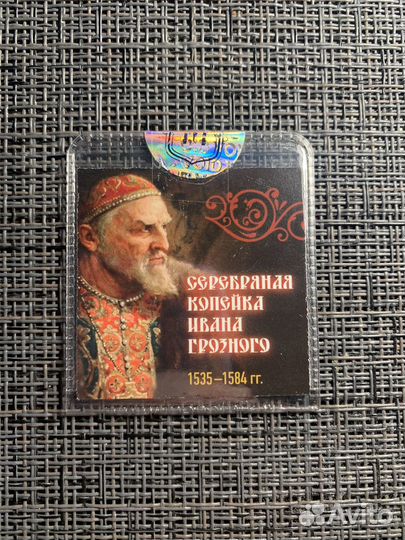 СЕРЕБРЯНАЯ
КОПЕЙКА
ИВАНА
ГРОЗНОГО
1535–1584 гг.
Avito